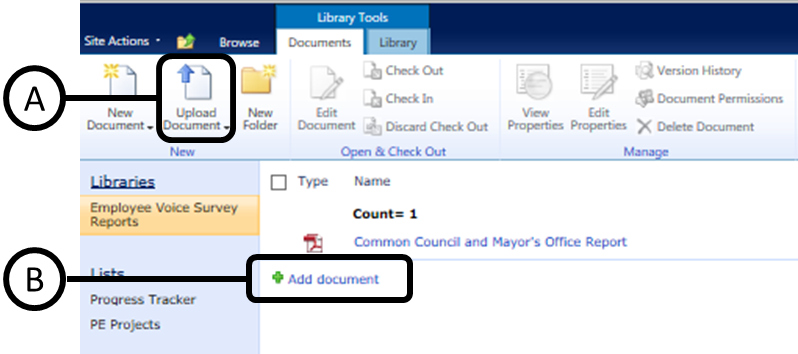 Library Tools
Site Actions Browse Documents Library
A
New Document
Upload Document
New Folder
Edit Document
Check Out
Check In
Discard Check Out
View Properties
Edit Properties
Version History
Document Permissions
Delete Document
New Open & Check Out Manage
Libraries
Employee Voice Survey
Reports
Type Name
Count= 1
Common Council and Mayor's Office Report
B
Add document
Lists
Progress Tracker
PE Projects